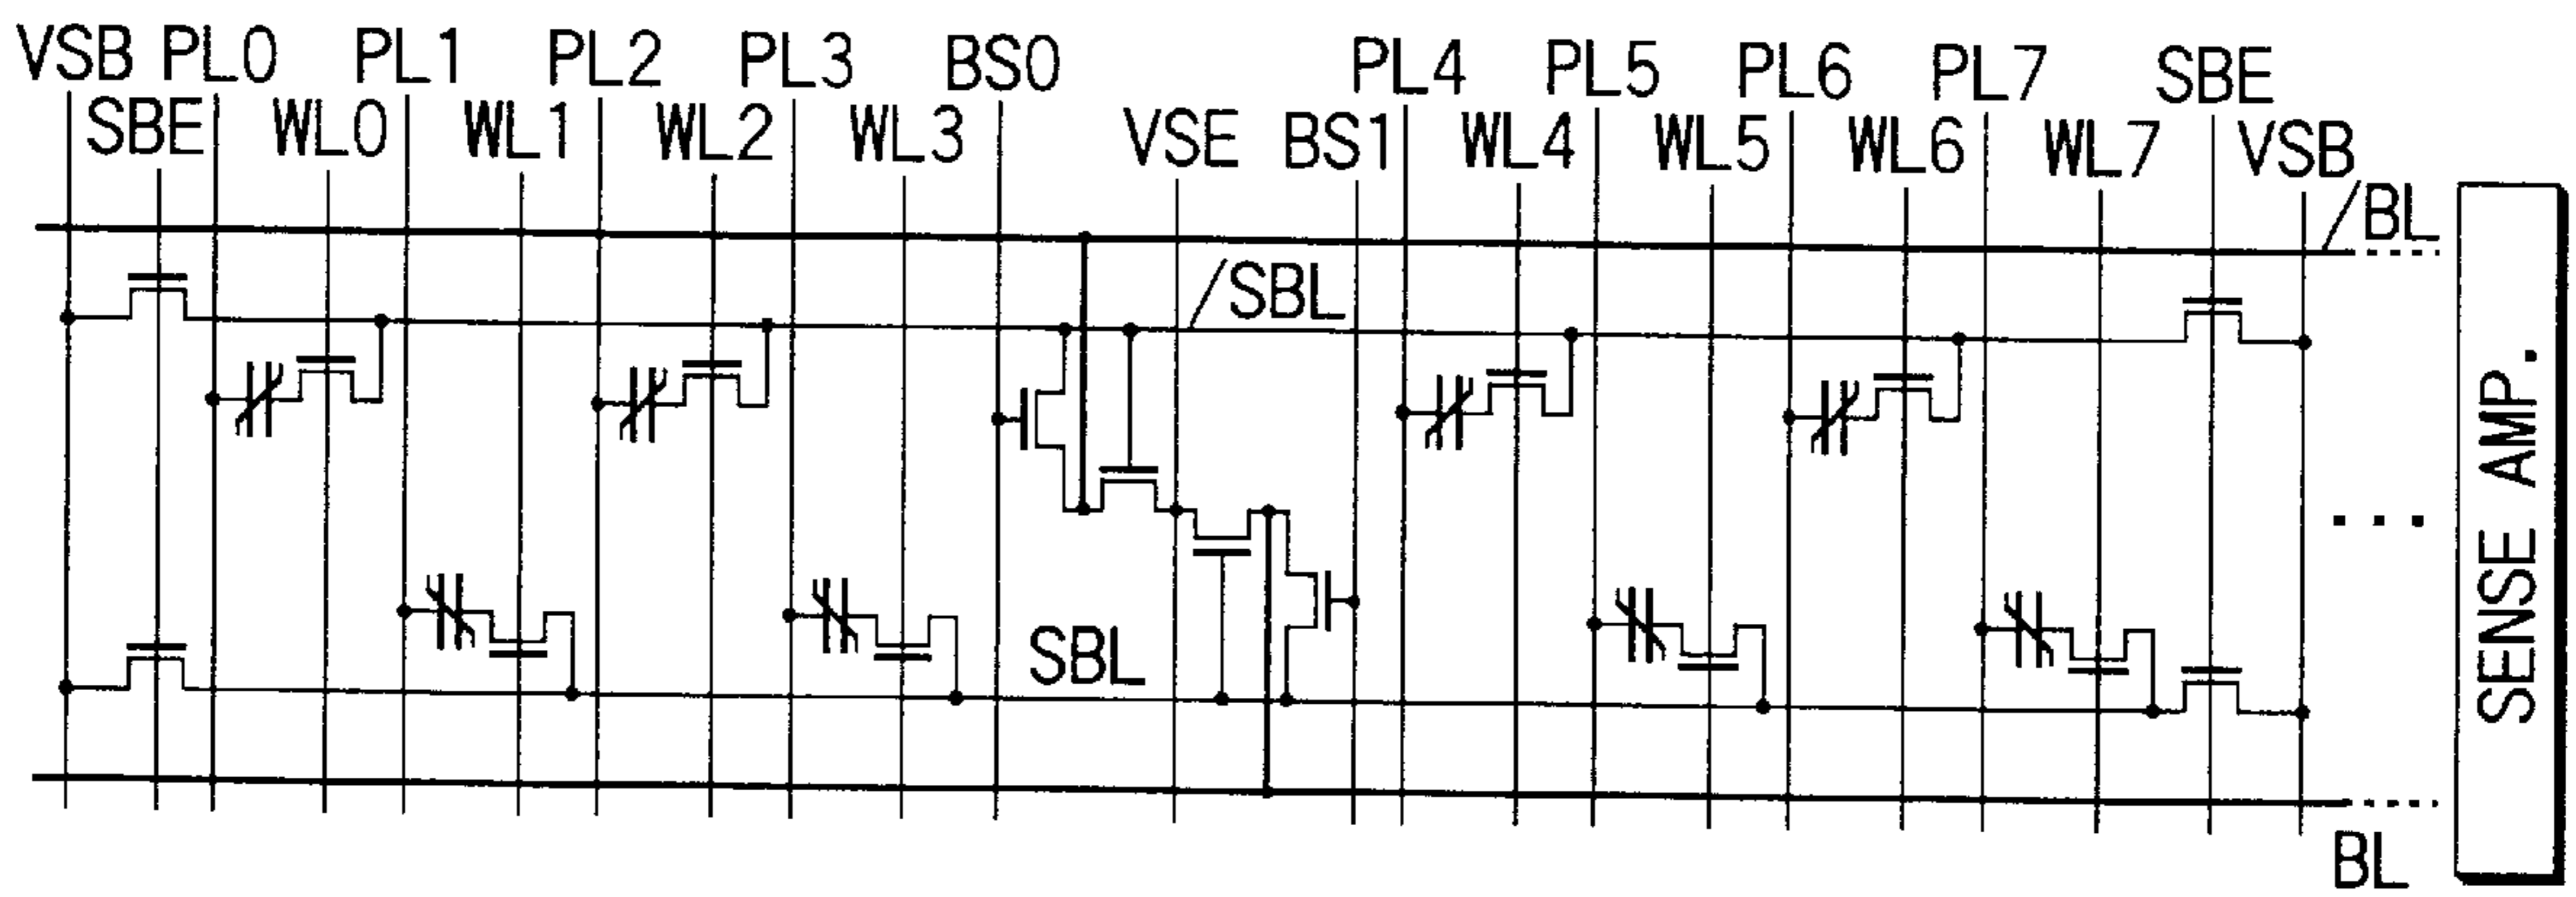 VSB PL0 PL1 PL2 PL3 BS0 PL4 PL5 PL6 PL7 SBE
SBE WL0 WL1 WL2 WL3 VSE BS1 WL4 WL5 WL6 WL7 VSB
/BL
/SBL
SBL
BL
SENSE AMP.